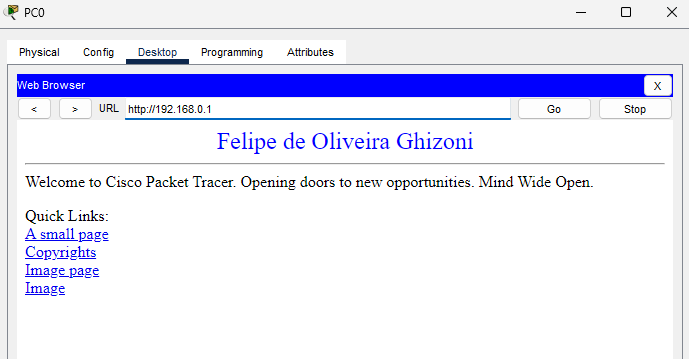 PC0
Physical Config Desktop Programming Attributes
Web Browser X
< > URL http://192.168.0.1 Go Stop
Felipe de Oliveira Ghizoni
Welcome to Cisco Packet Tracer. Opening doors to new opportunities. Mind Wide Open.
Quick Links:
A small page
Copyrights
Image page
Image